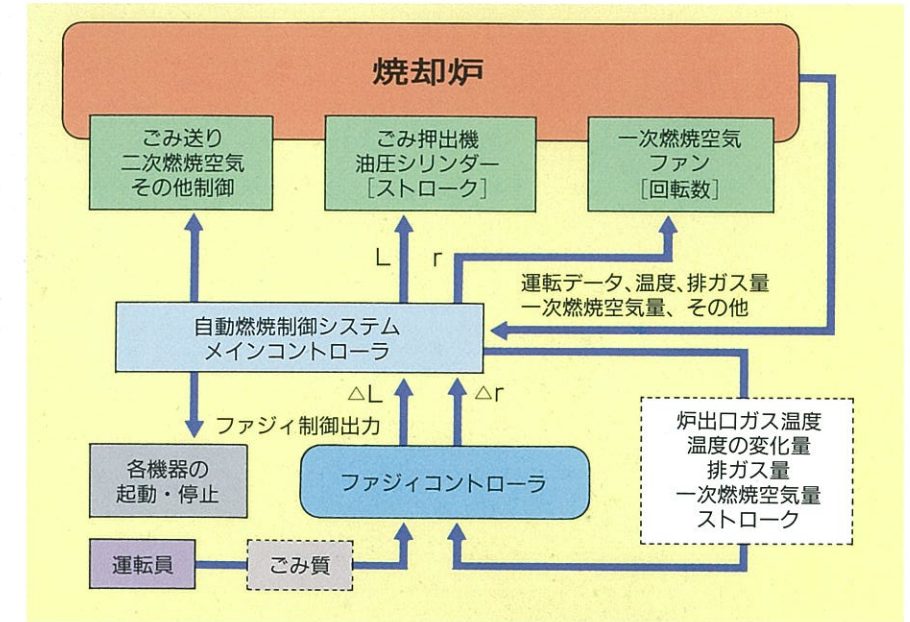 焼却炉
ごみ送り
二次燃焼空気
その他制御
ごみ押出機
油圧シリンダー
[ストローク]
一次燃焼空気
ファン
[回転数]
L
r
運転データ、温度、排ガス量
一次燃焼空気量、その他
自動燃焼制御システム
メインコントローラ
△L
△r
ファジィ制御出力
炉出口ガス温度
温度の変化量
排ガス量
一次燃焼空気量
ストローク
各機器の
起動・停止
ファジィコントローラ
運転員
ごみ質